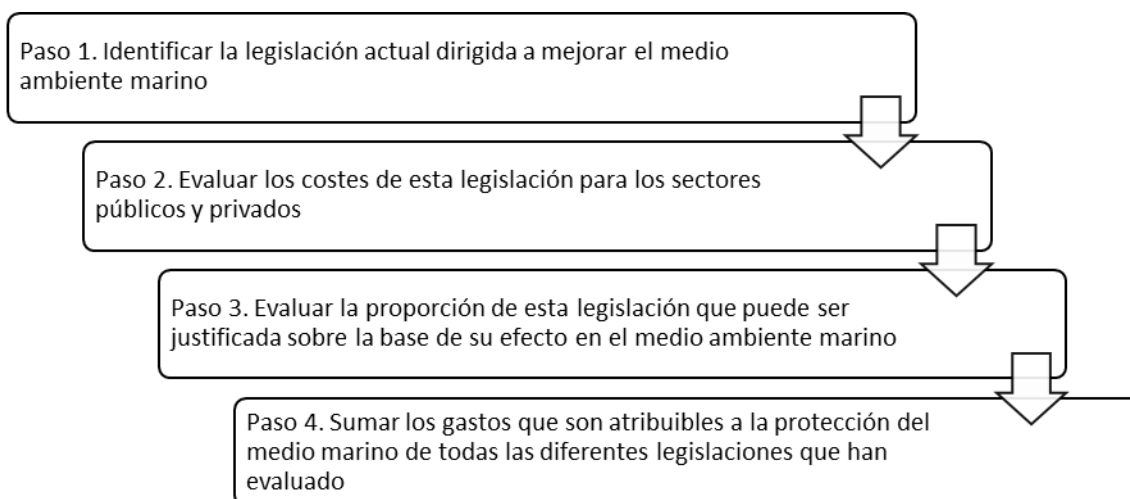 Paso 1. Identificar la legislación actual dirigida a mejorar el medio
ambiente marino
Paso 2. Evaluar los costes de esta legislación para los sectores
públicos y privados
Paso 3. Evaluar la proporción de esta legislación que puede ser
justificada sobre la base de su efecto en el medio ambiente marino
Paso 4. Sumar los gastos que son atribuibles a la protección del
medio marino de todas las diferentes legislaciones que han
evaluado